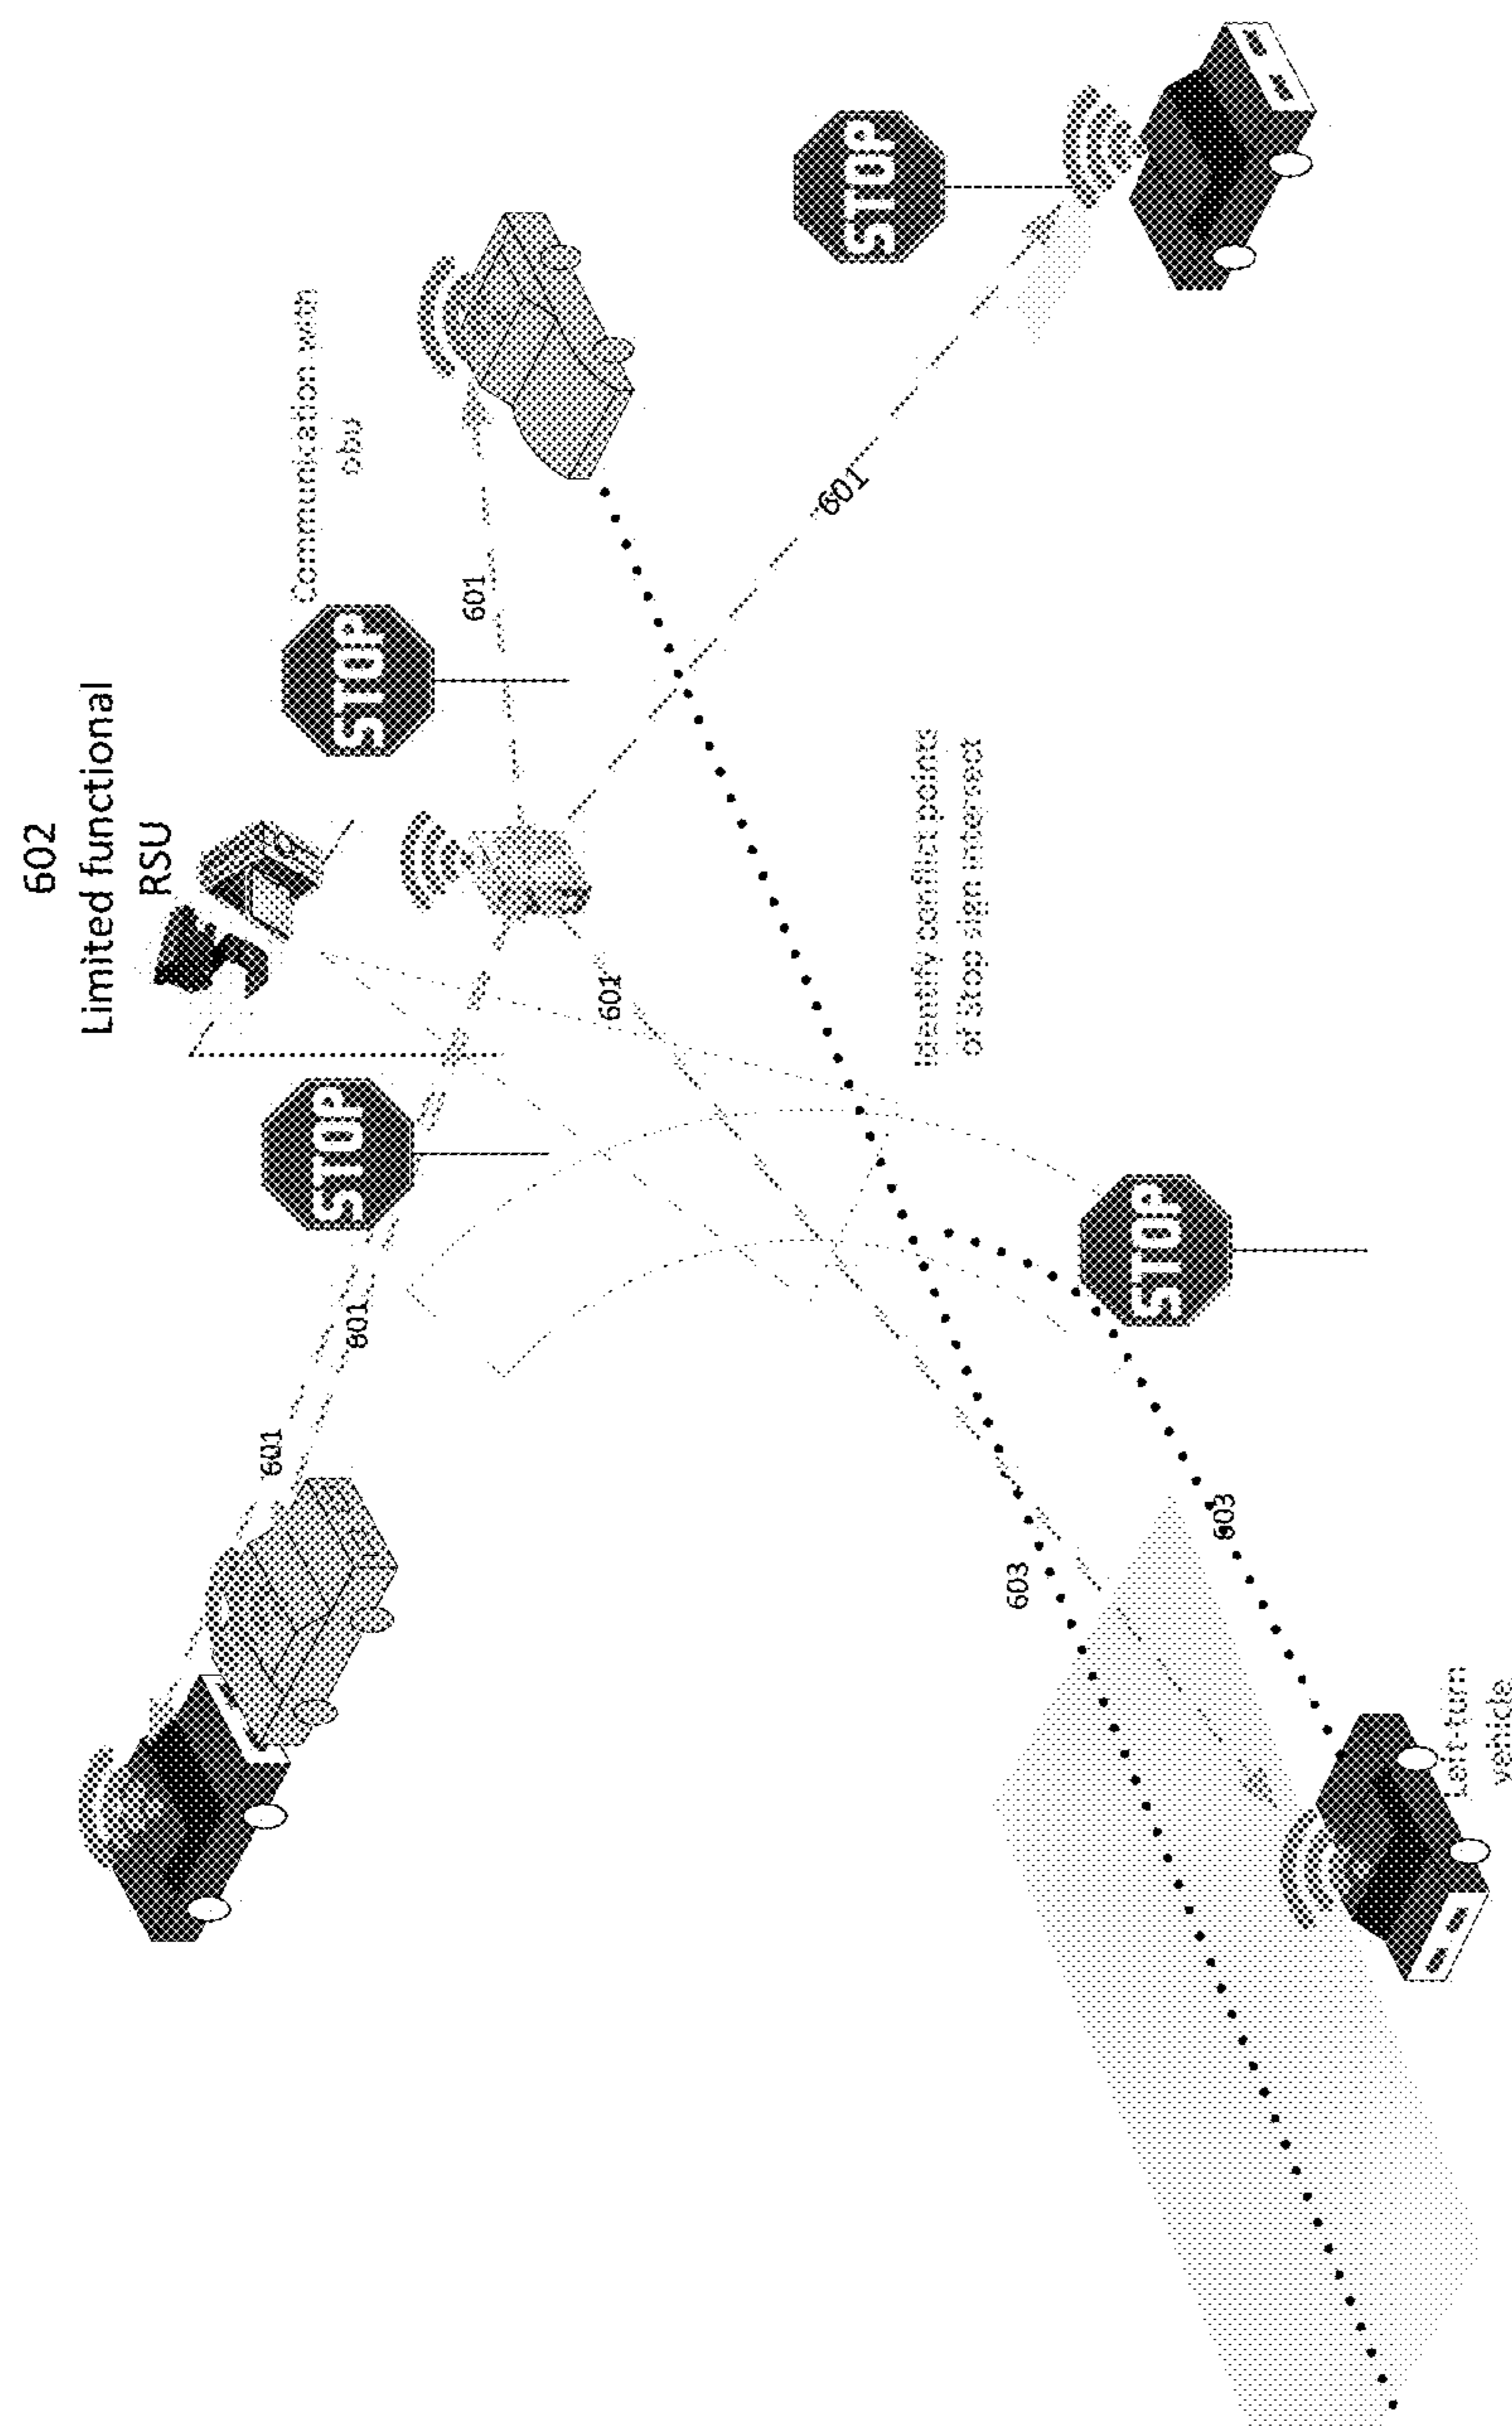 602
Limited functional
RSU
Communication with
obu
STOP
STOP
STOP
STOP
601
601
601
601
601
Identify conflict points
of Stop sign intersect
603
603
Left-turn
vehicle